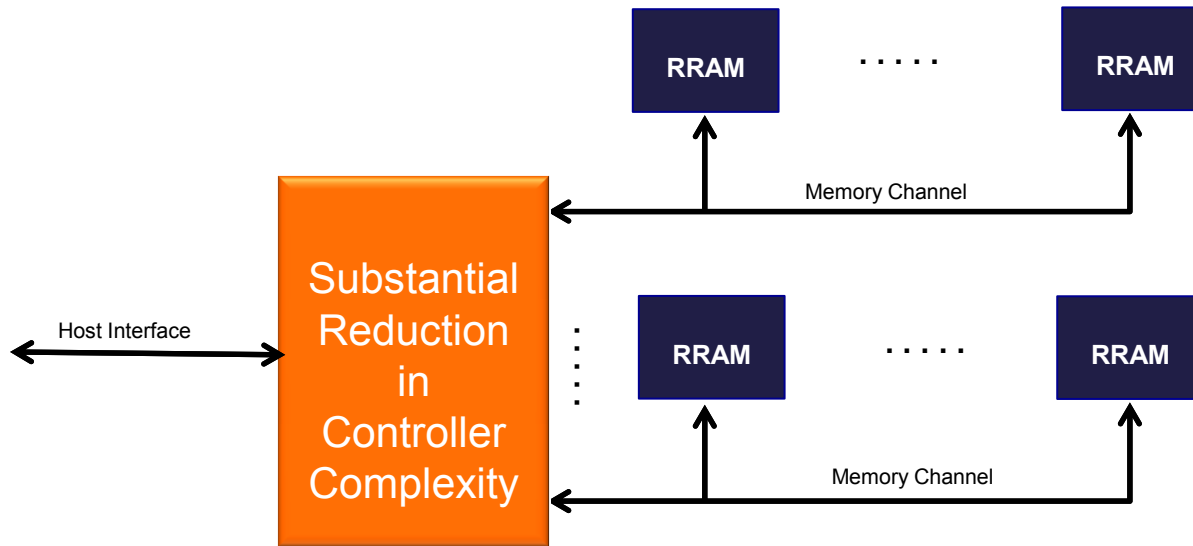 RRAM
. . . . .
RRAM
Memory Channel
Host Interface
Substantial
Reduction
in
Controller
Complexity
. . . . .
RRAM
. . . . .
RRAM
Memory Channel